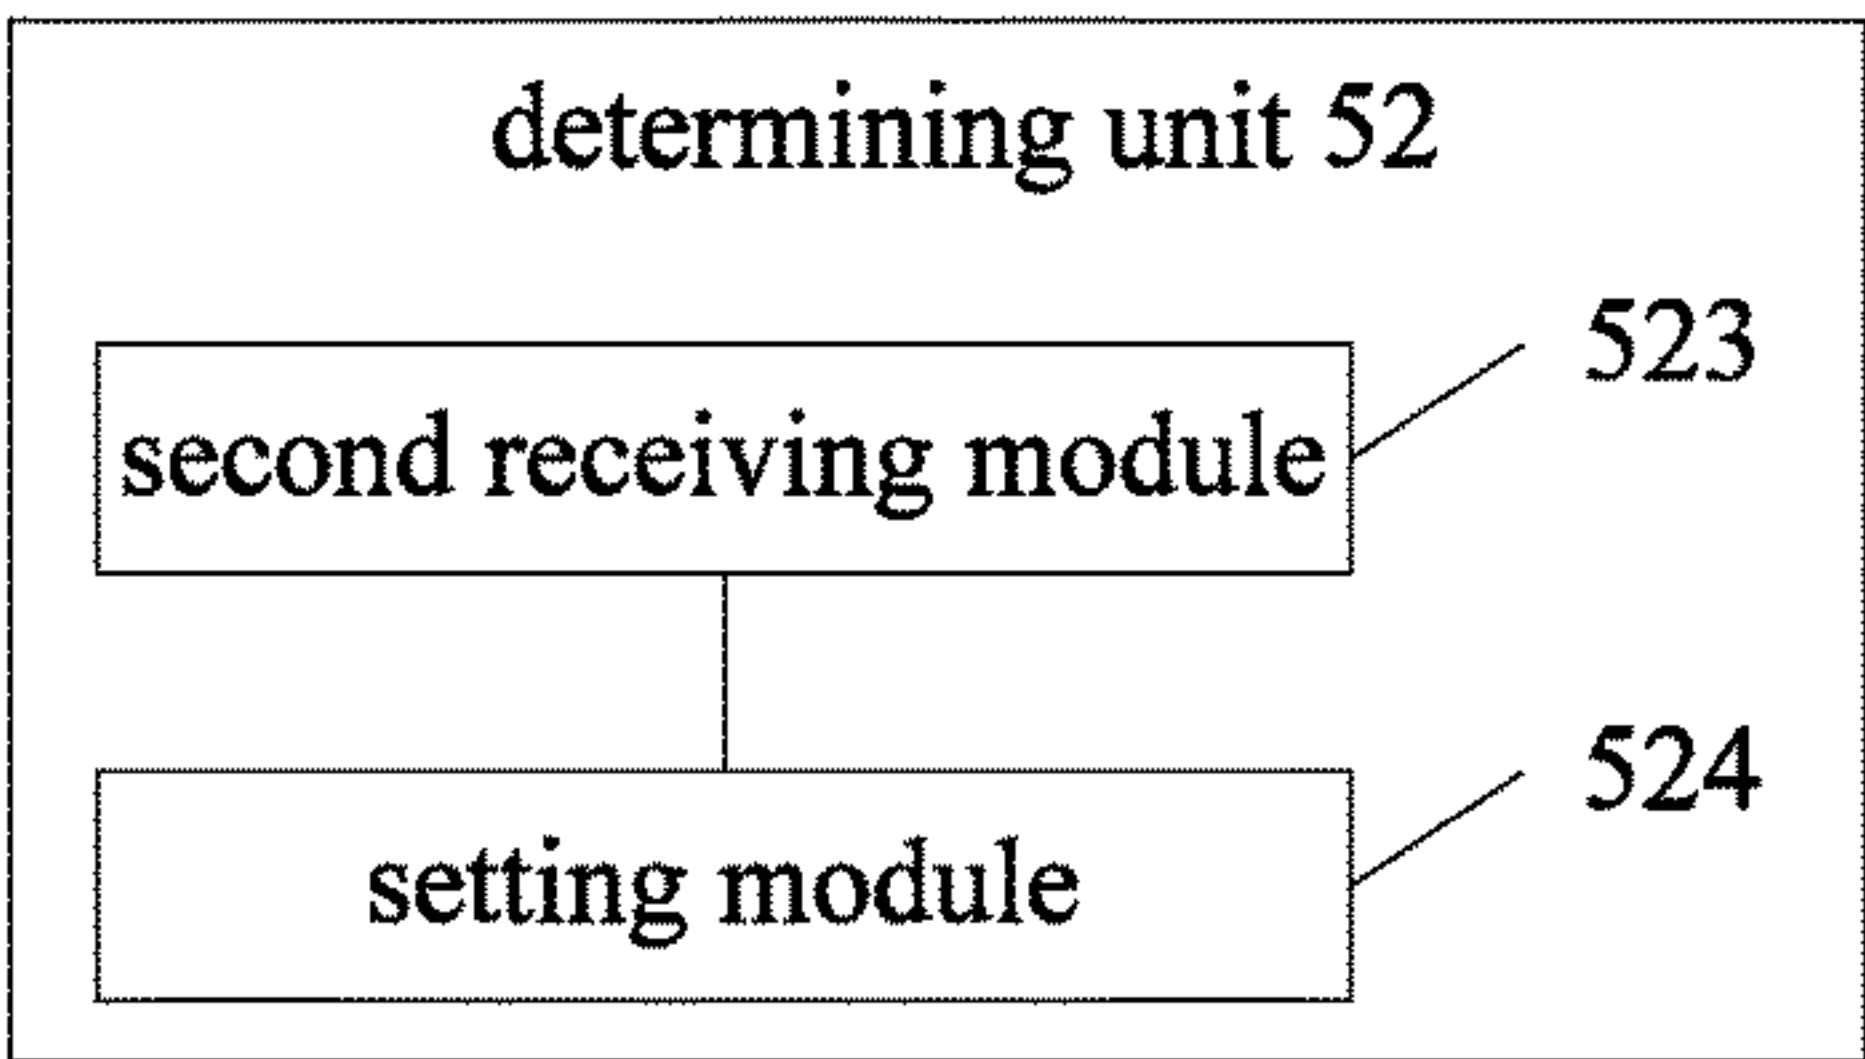 determining unit 52
523
second receiving module
524
setting module